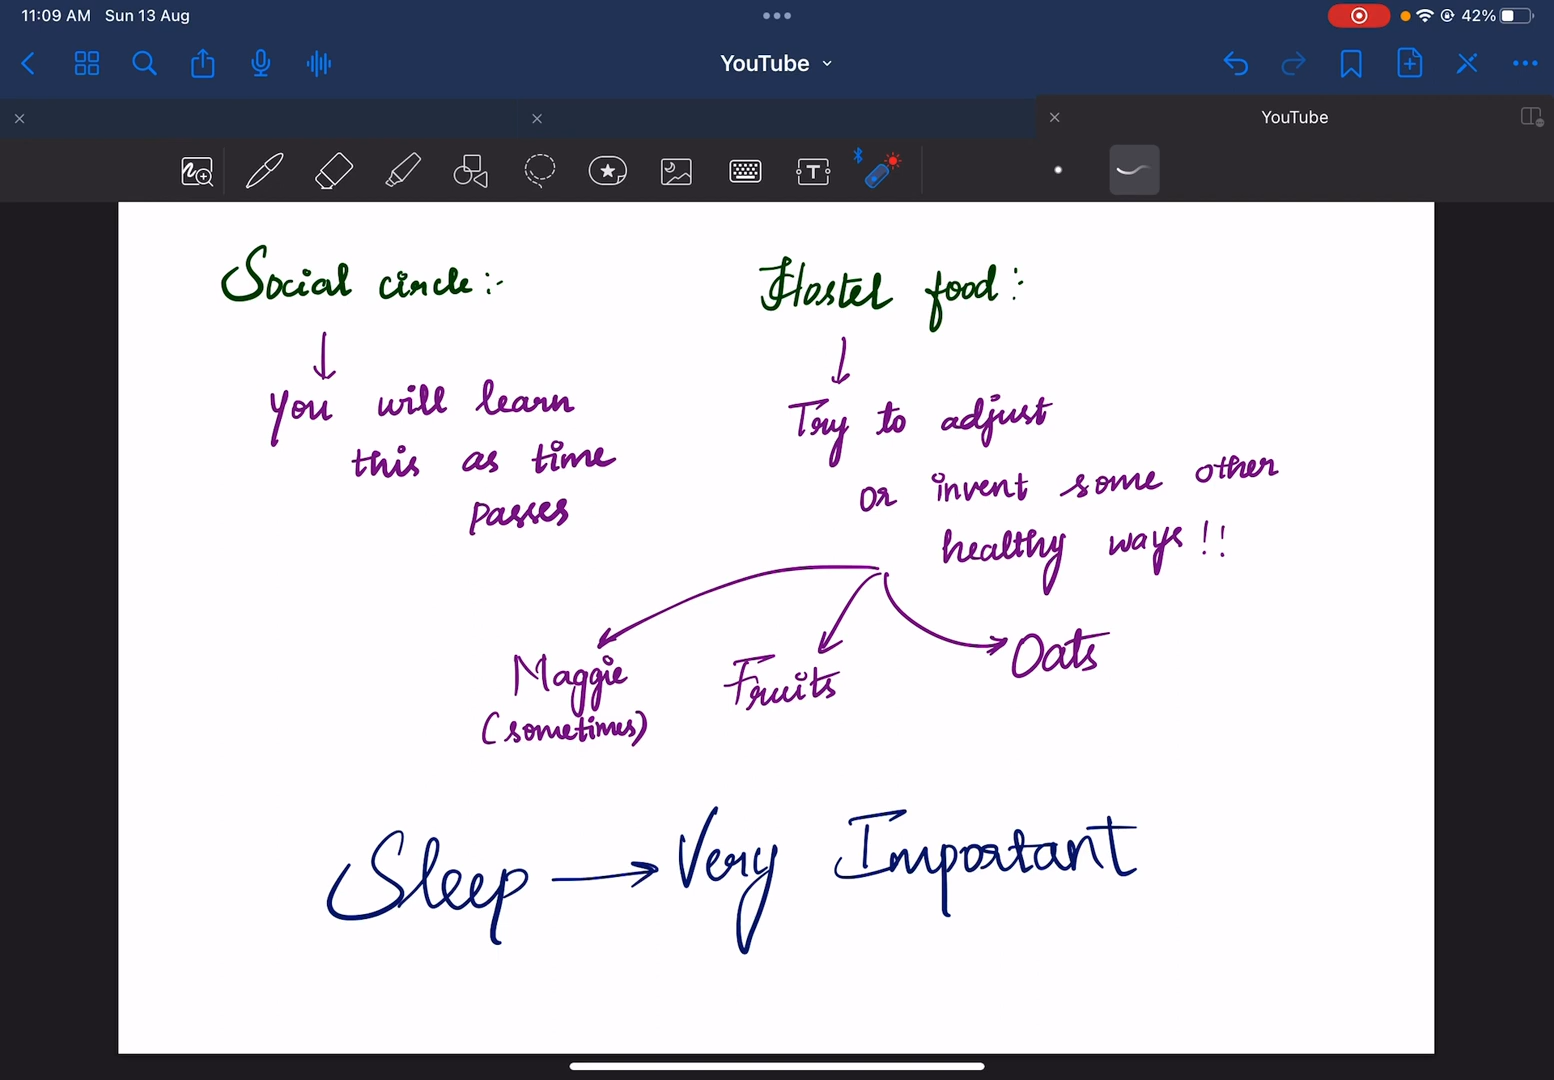 11:09 AM Sun 13 Aug
42%
YouTube
YouTube
T
Social circle :-
Hostel food :-
You will learn
this as time
passes
Try to adjust
or invent some other
healthy ways !!
Maggie
(sometimes)
Fruits
Oats
Sleep → Very Important